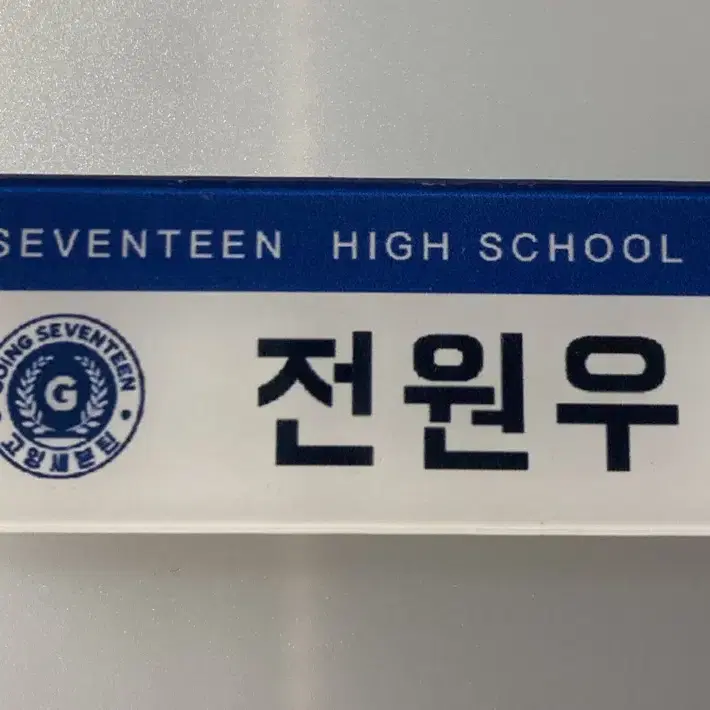 SEVENTEEN HIGH SCHOOL
GOING SEVENTEEN
G
고잉세븐틴
전원우